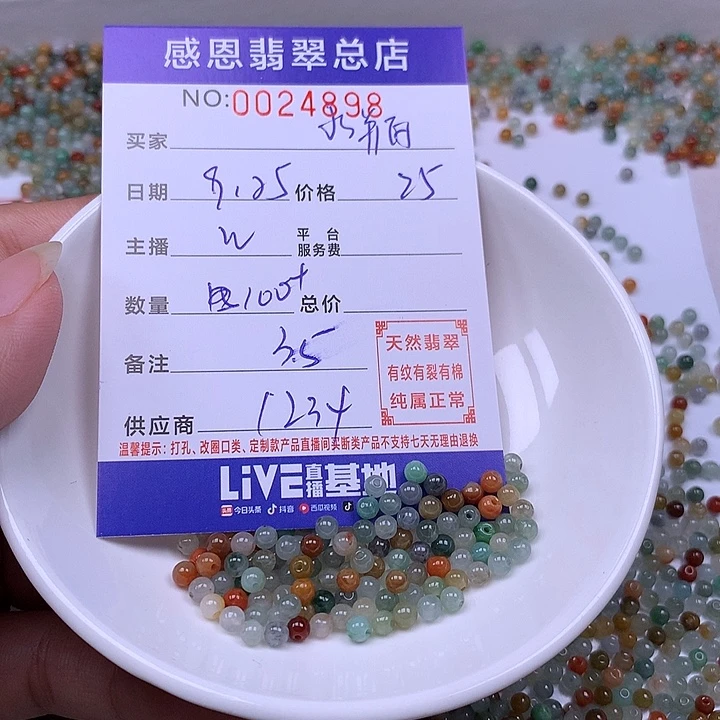 感恩翡翠总店
NO:0024898
买家
日期 8.25 价格 25
主播 W 平台服务费
数量 100+ 总价
备注 3.5
供应商 1234
天然翡翠
有纹有裂有棉
纯属正常
温馨提示：打孔、改圈口类、定制款产品直播间买断类产品不支持七天无理由退换
LiVE直播基地
头条 今日头条 抖音 西瓜视频